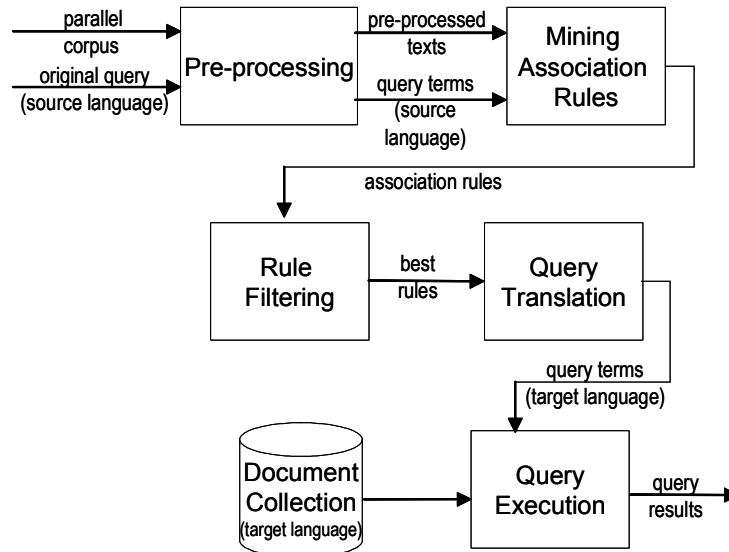 parallel
corpus
original query
(source language)
Pre-processing
pre-processed
texts
query terms
(source
language)
Mining
Association
Rules
association rules
Rule
Filtering
best
rules
Query
Translation
query terms
(target language)
Document
Collection
(target language)
Query
Execution
query
results